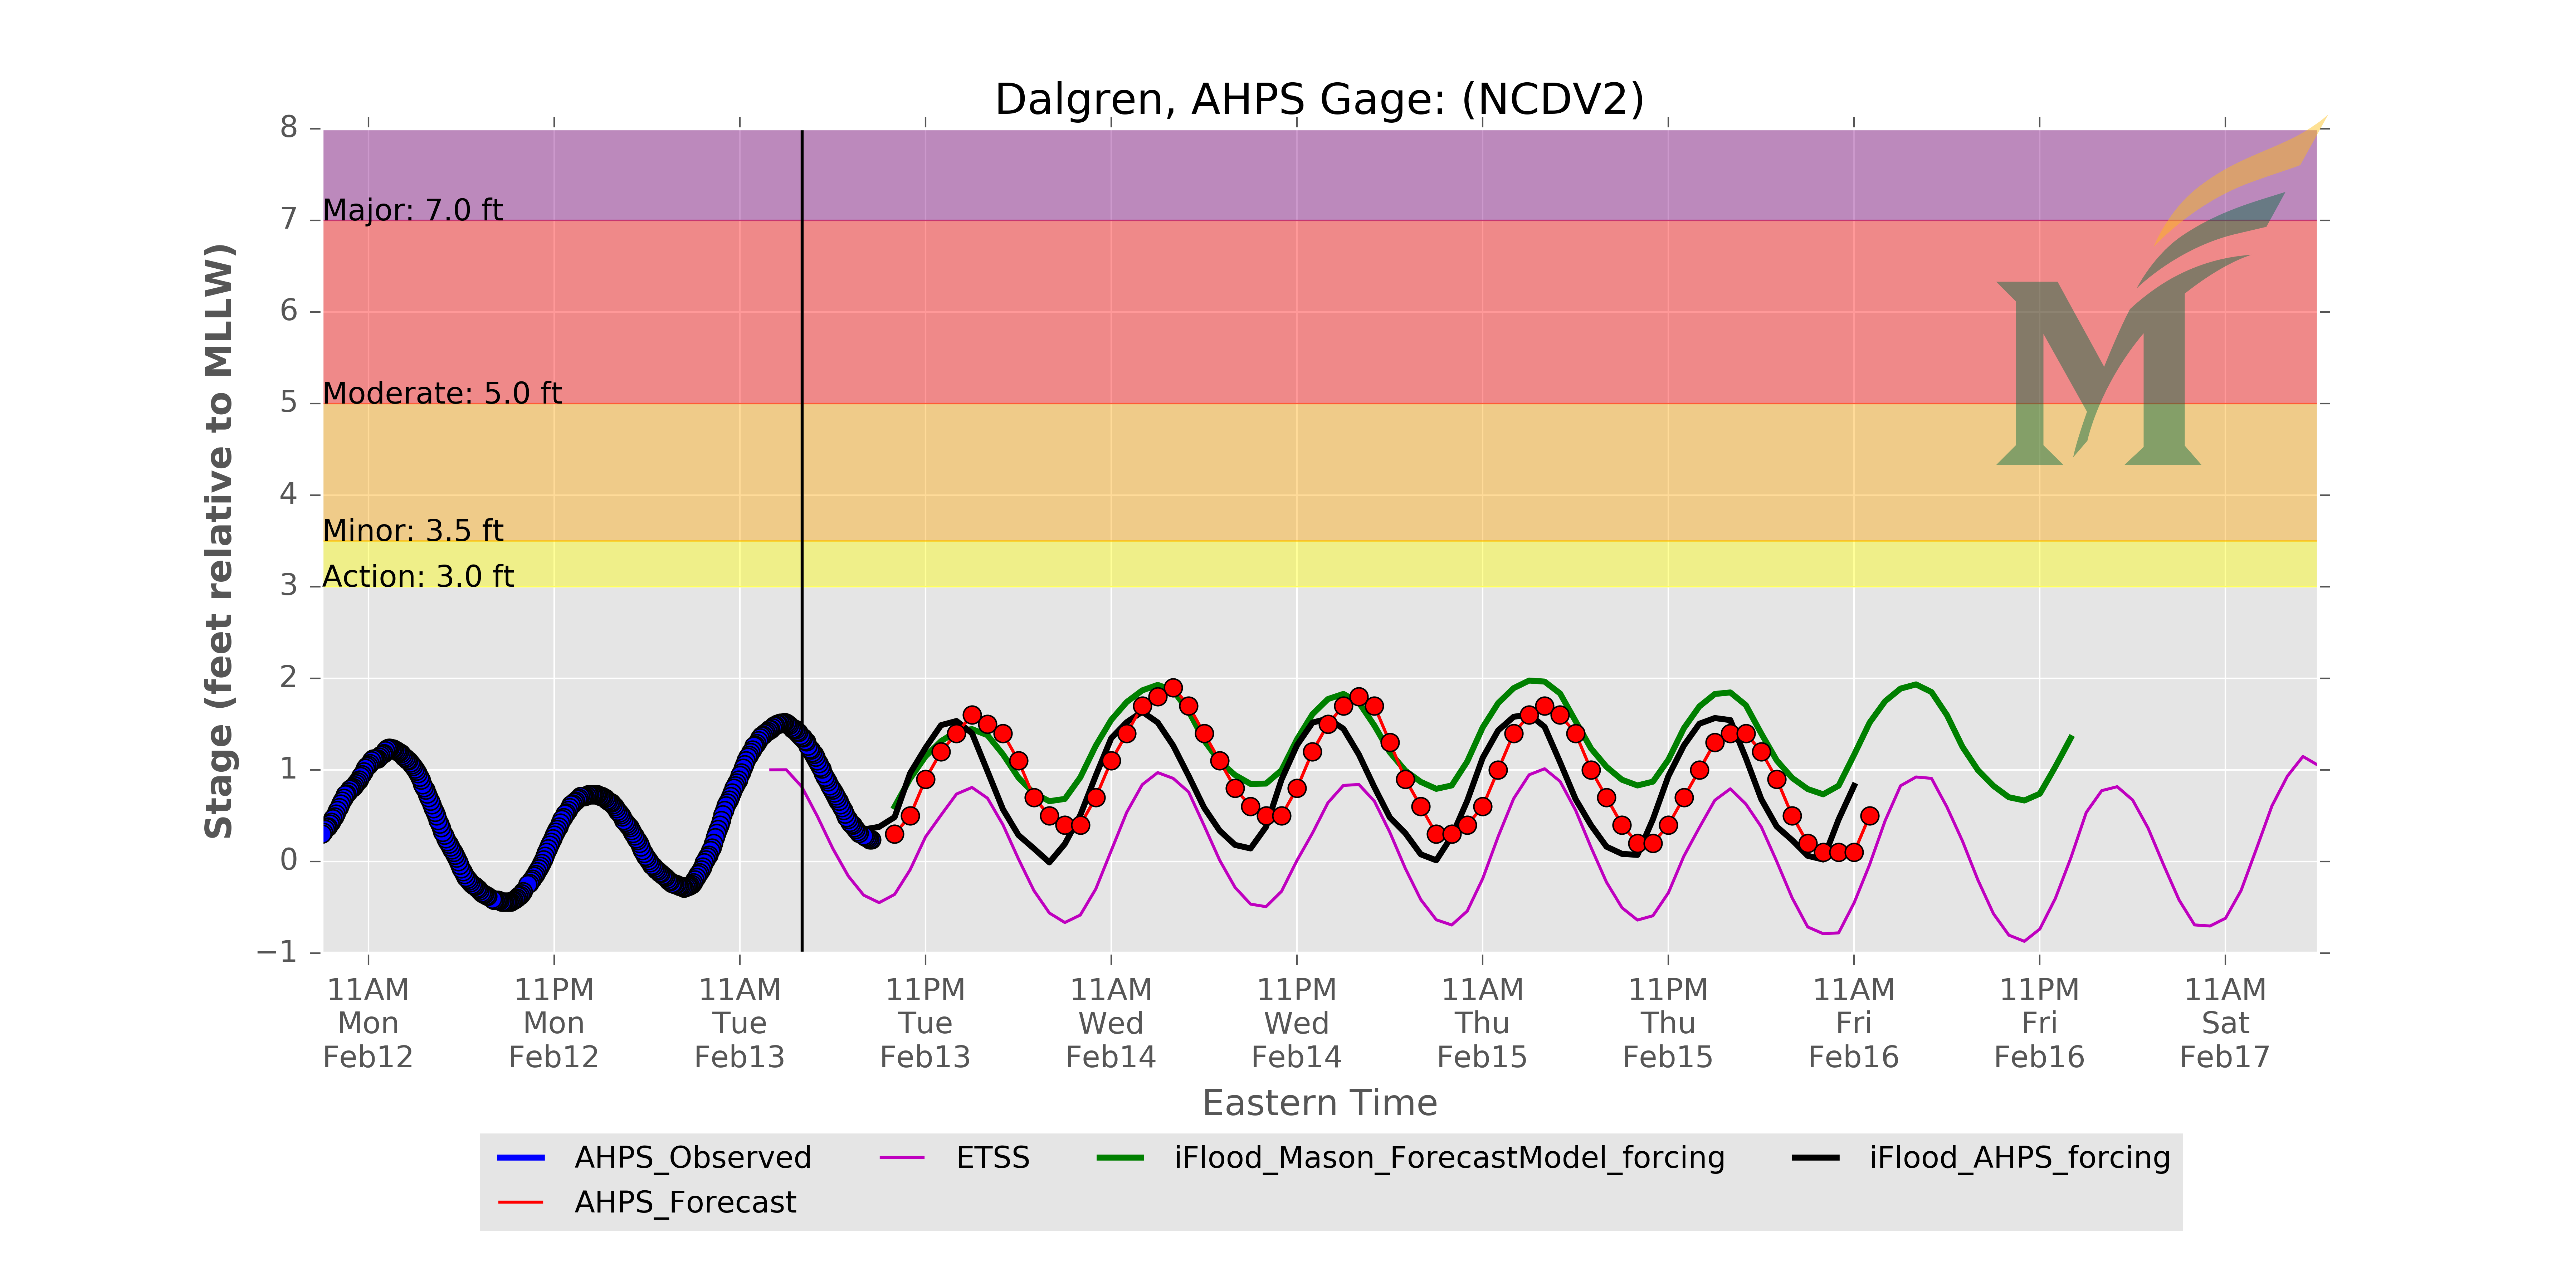 Dalgren, AHPS Gage: (NCDV2)
8
7
6
5
4
3
2
1
0
−1
Stage (feet relative to MLLW)
Major: 7.0 ft
Moderate: 5.0 ft
Minor: 3.5 ft
Action: 3.0 ft
M
11AM
Mon
Feb12
11PM
Mon
Feb12
11AM
Tue
Feb13
11PM
Tue
Feb13
11AM
Wed
Feb14
11PM
Wed
Feb14
11AM
Thu
Feb15
11PM
Thu
Feb15
11AM
Fri
Feb16
11PM
Fri
Feb16
11AM
Sat
Feb17
Eastern Time
AHPS_Observed
AHPS_Forecast
ETSS
iFlood_Mason_ForecastModel_forcing
iFlood_AHPS_forcing